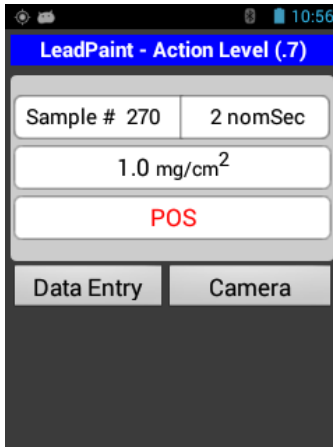 10:56
LeadPaint - Action Level (.7)
Sample # 270 2 nomSec
1.0 mg/cm²
POS
Data Entry Camera